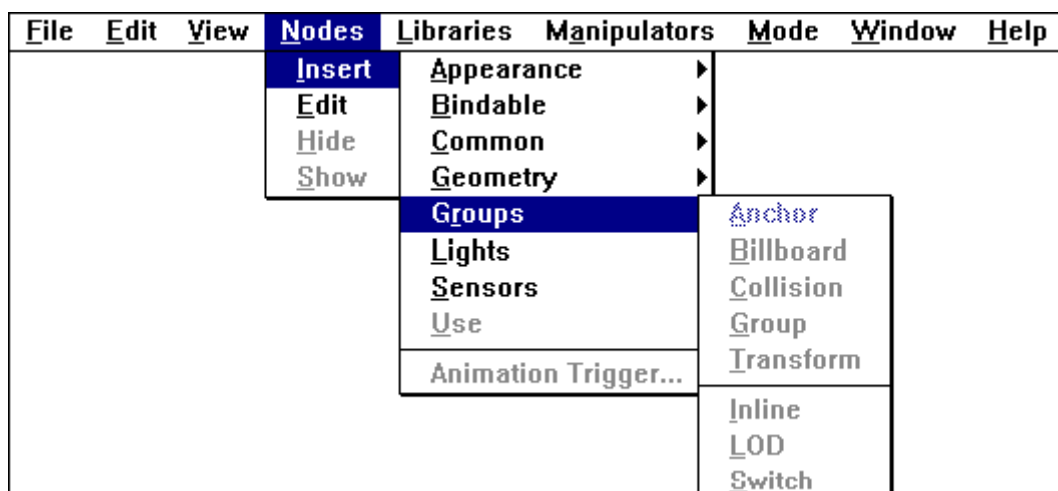 File Edit View Nodes Libraries Manipulators Mode Window Help
Insert
Edit
Hide
Show
Appearance
Bindable
Common
Geometry
Groups
Lights
Sensors
Use
Animation Trigger...
Anchor
Billboard
Collision
Group
Transform
Inline
LOD
Switch